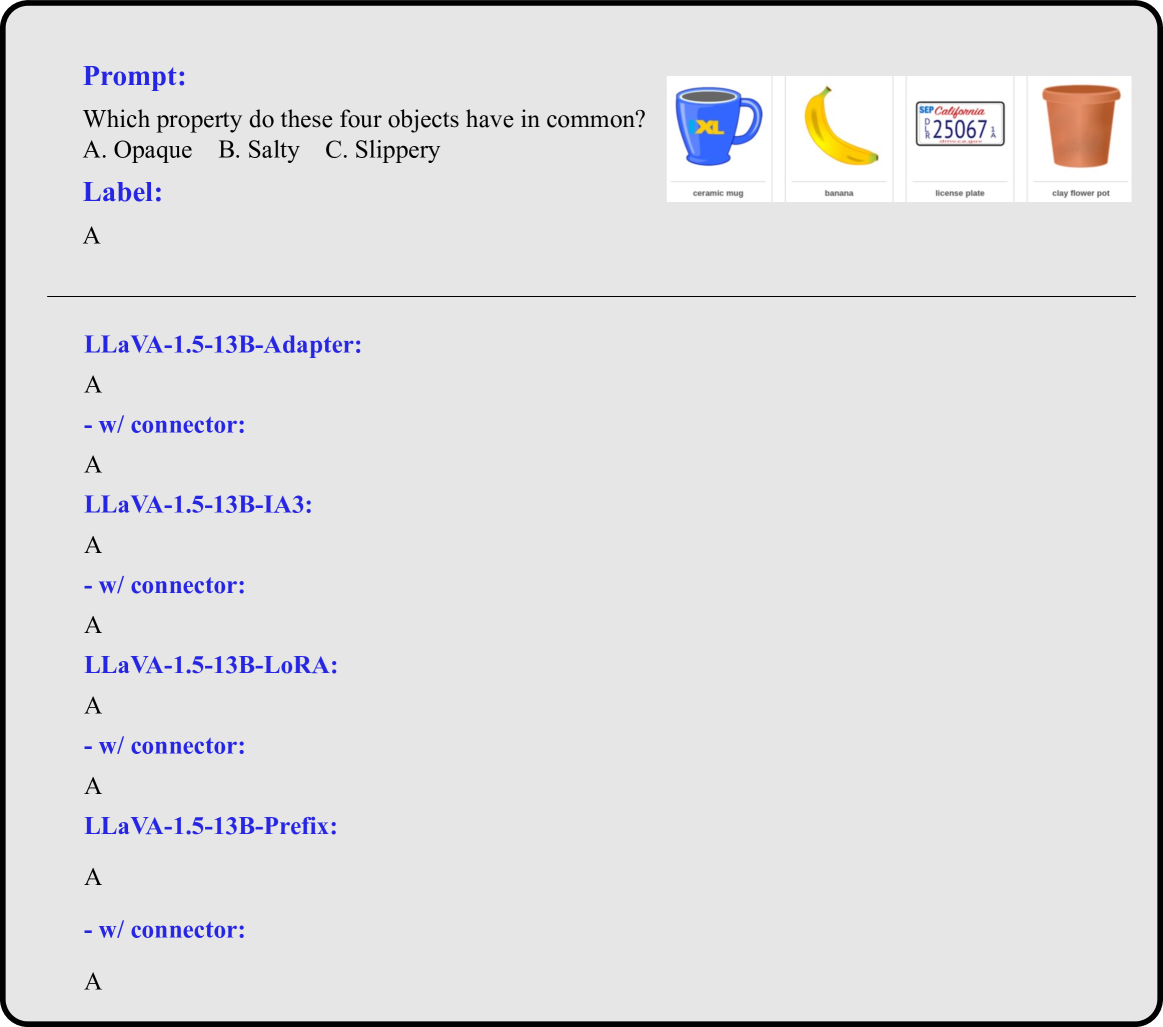 Prompt:
Which property do these four objects have in common?
A. Opaque B. Salty C. Slippery
Label:
A
XL
ceramic mug
banana
SEP California
25067
license plate
clay flower pot
LLaVA-1.5-13B-Adapter:
A
- w/ connector:
A
LLaVA-1.5-13B-IA3:
A
- w/ connector:
A
LLaVA-1.5-13B-LoRA:
A
- w/ connector:
A
LLaVA-1.5-13B-Prefix:
A
- w/ connector:
A